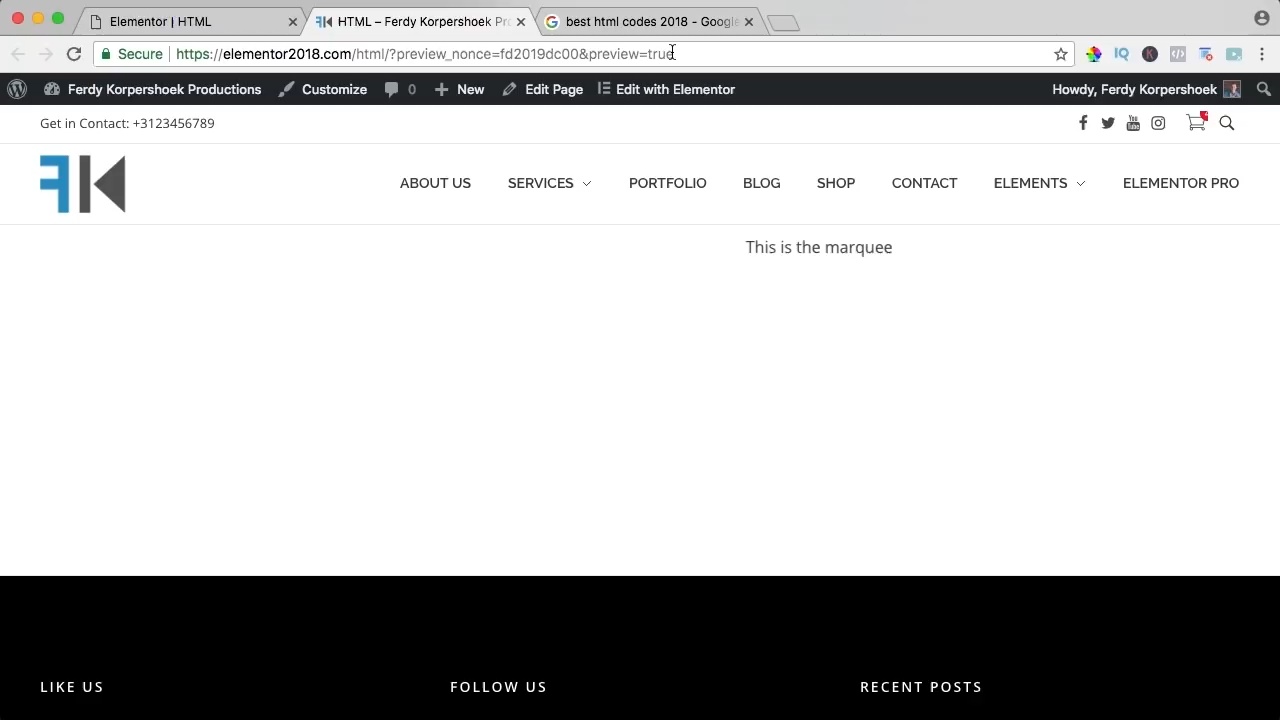 Elementor | HTML
HTML – Ferdy Korpershoek Pr
best html codes 2018 - Google
Secure
https://elementor2018.com/html/?preview_nonce=fd2019dc00&preview=true
Ferdy Korpershoek Productions
Customize
0
New
Edit Page
Edit with Elementor
Howdy, Ferdy Korpershoek
Get in Contact: +3123456789
ABOUT US
SERVICES
PORTFOLIO
BLOG
SHOP
CONTACT
ELEMENTS
ELEMENTOR PRO
This is the marquee
LIKE US
FOLLOW US
RECENT POSTS